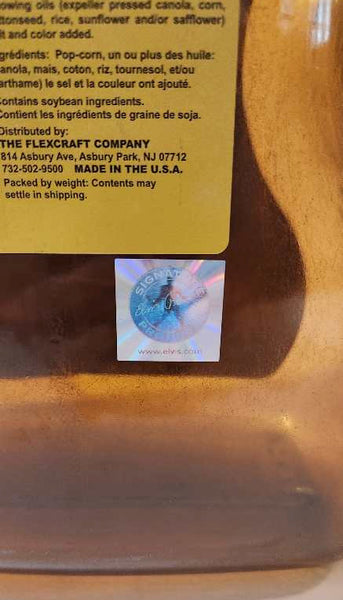 owing oils (expeller pressed canola, corn,
ttonseed, rice, sunflower and/or safflower)
lt and color added.
grédients: Pop-corn, un ou plus des huile:
anola, mais, coton, riz, tournesol, et/ou
arthame) le sel et la couleur ont ajouté.
Contains soybean ingredients.
Contient les ingrédients de graine de soja.
Distributed by:
THE FLEXCRAFT COMPANY
814 Asbury Ave, Asbury Park, NJ 07712
732-502-9500 MADE IN THE U.S.A.
Packed by weight: Contents may
settle in shipping.
SIGNATURE
www.elvis.com